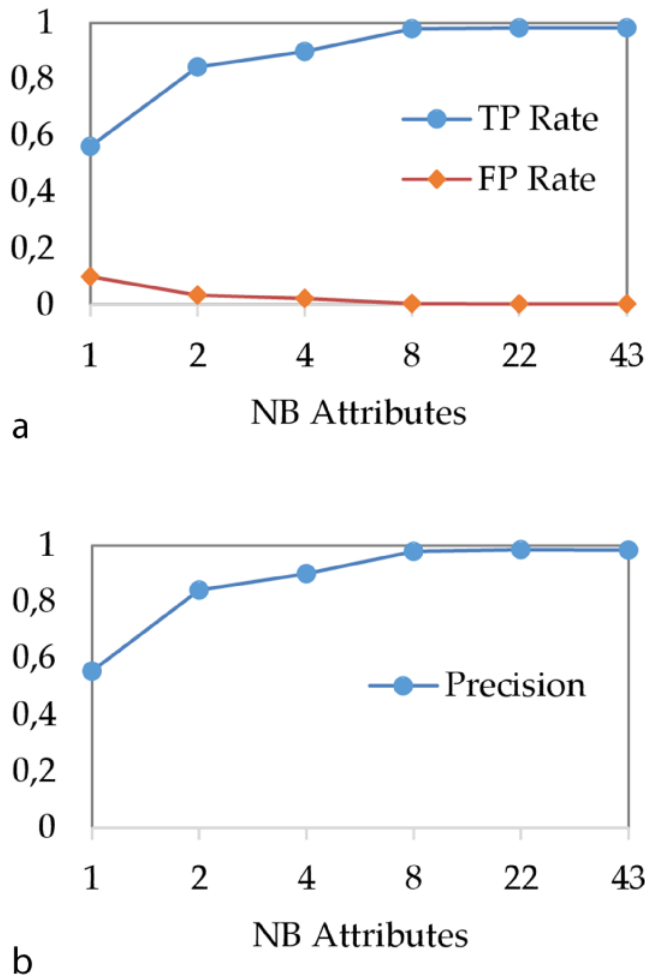 1
0,8
0,6
0,4
0,2
0
TP Rate
FP Rate
1 2 4 8 22 43
NB Attributes
a
1
0,8
0,6
0,4
0,2
0
Precision
1 2 4 8 22 43
NB Attributes
b